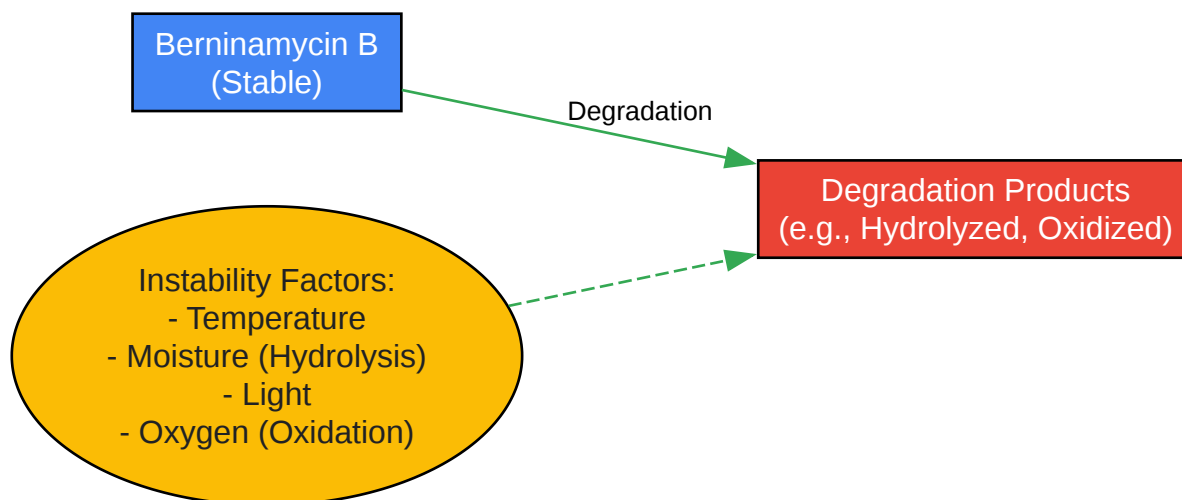 Berninamycin B
(Stable)
Degradation
Degradation Products
(e.g., Hydrolyzed, Oxidized)
Instability Factors:
- Temperature
- Moisture (Hydrolysis)
- Light
- Oxygen (Oxidation)